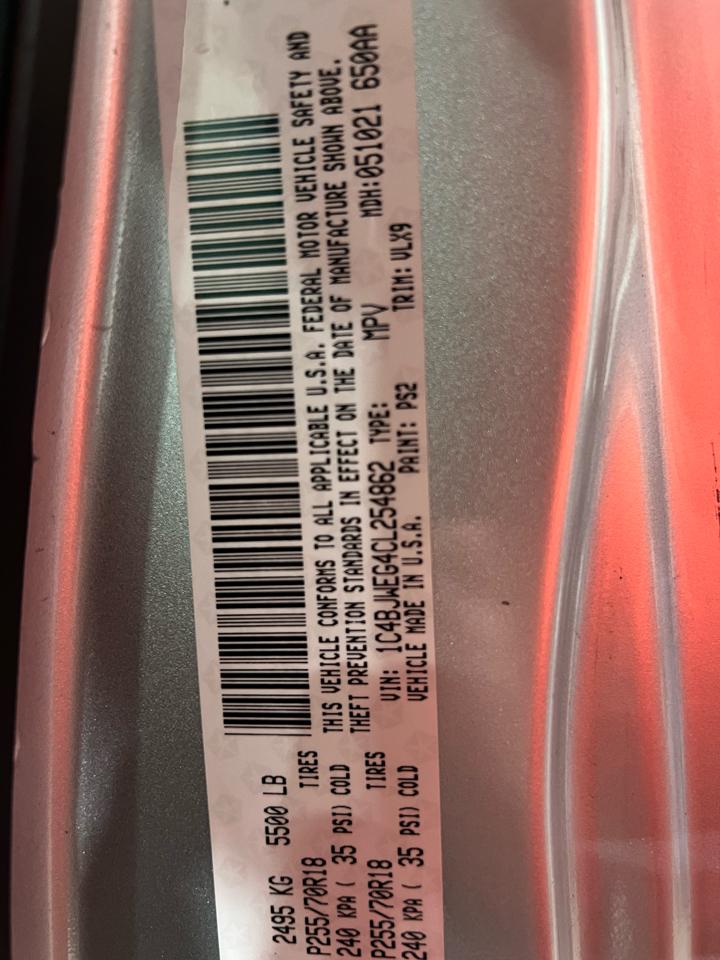 2495 KG 5500 LB
P255/70R18 TIRES
240 KPA ( 35 PSI) COLD
P255/70R18 TIRES
240 KPA ( 35 PSI) COLD
THIS VEHICLE CONFORMS TO ALL APPLICABLE U.S.A. FEDERAL MOTOR VEHICLE SAFETY AND
THEFT PREVENTION STANDARDS IN EFFECT ON THE DATE OF MANUFACTURE SHOWN ABOVE.
VIN: 1C4BJWEG4CL254862 TYPE: MPV MDH:051021 650AA
VEHICLE MADE IN U.S.A. PAINT: PS2 TRIM: VLX9